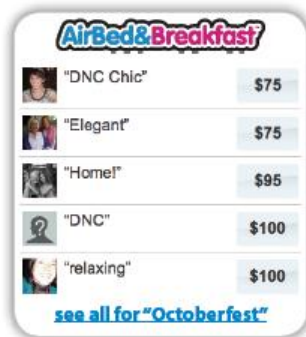 AirBed&Breakfast
"DNC Chic" $75
"Elegant" $75
"Home!" $95
"DNC" $100
"relaxing" $100
see all for "Octoberfest"